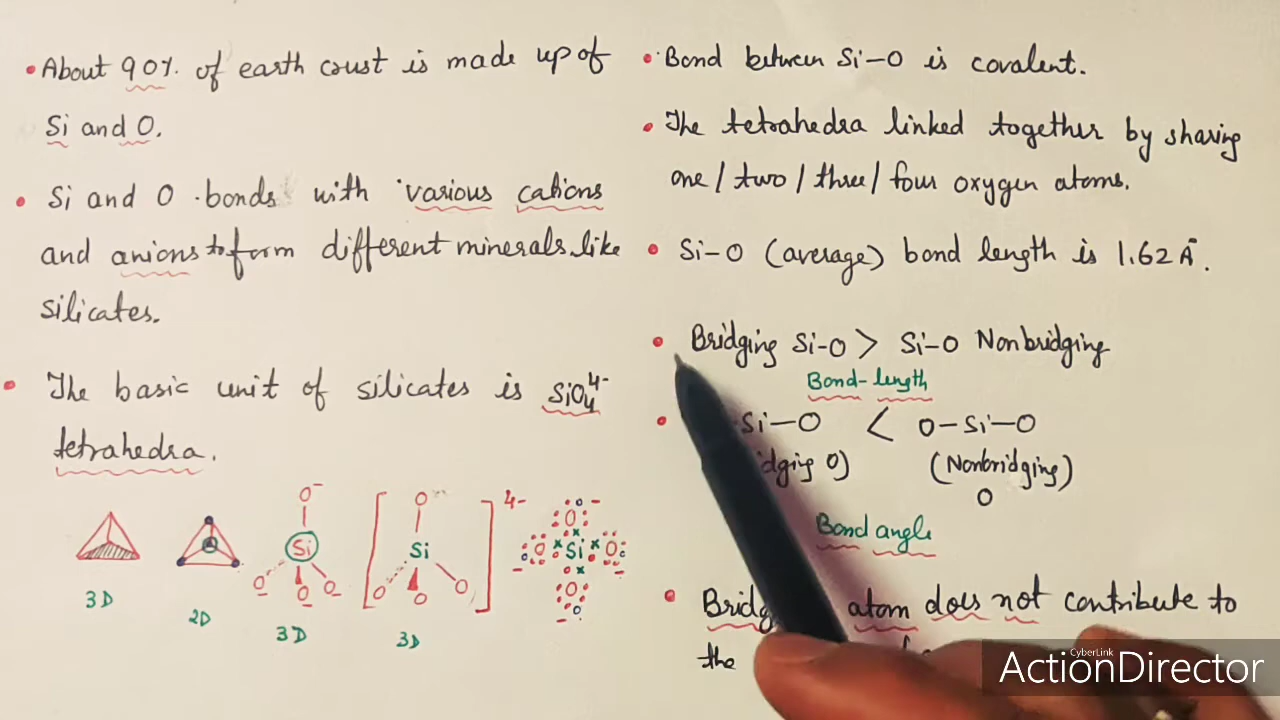 • About 90% of earth crust is made up of
Si and O.
• Si and O bonds with various cations
and anions to form different minerals like
silicates.
• The basic unit of silicates is SiO₄⁴⁻
tetrahedra.
O⁻
Si
O O O
- - -
3D
2D
3D
O
Si
O O O
4-
3D
O -
O Si O
- -
O
-
• Bond between Si-O is covalent.
• The tetrahedra linked together by sharing
one/two/three/four oxygen atoms.
• Si-O (average) bond length is 1.62 Å.
• Bridging Si-O > Si-O Nonbridging
Bond-length
• Si-O < O-Si-O
O) (Nonbridging)
O
Bond angle
• atom does not contribute to
the
CyberLink
ActionDirector